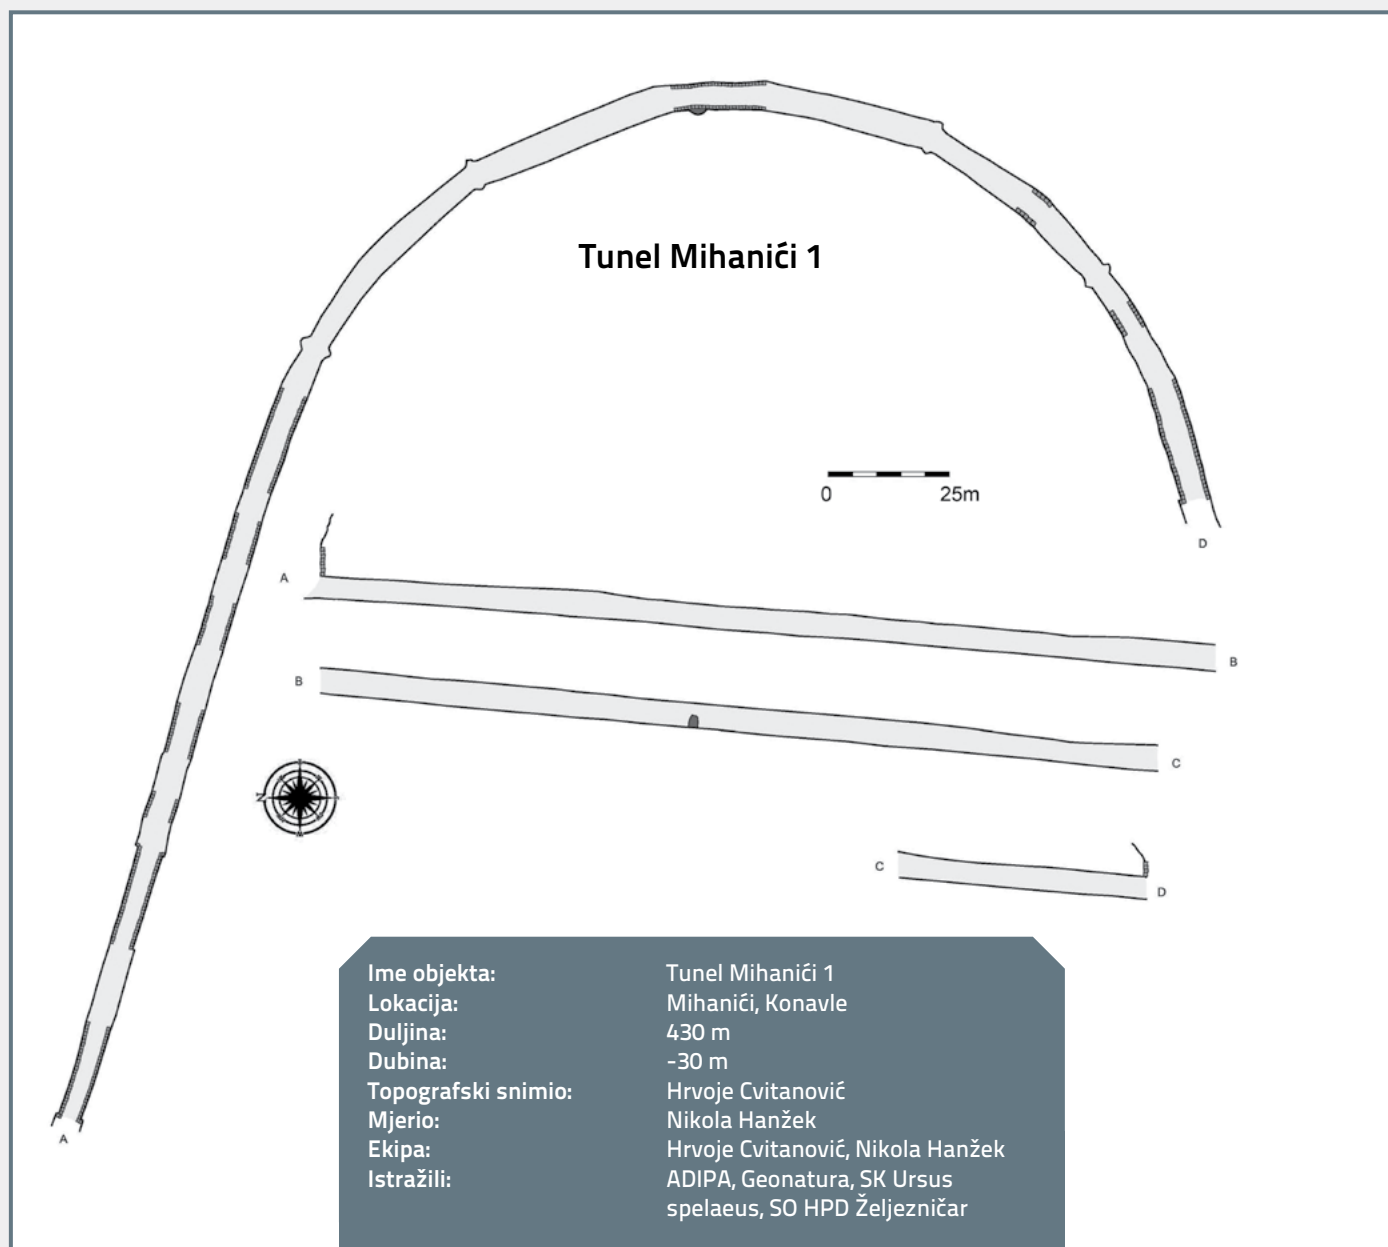 Tunel Mihanići 1
0 25m
D
A
B
B
C
C
D
A
N
Ime objekta: Tunel Mihanići 1
Lokacija: Mihanići, Konavle
Duljina: 430 m
Dubina: -30 m
Topografski snimio: Hrvoje Cvitanović
Mjerio: Nikola Hanžek
Ekipa: Hrvoje Cvitanović, Nikola Hanžek
Istražili: ADIPA, Geonatura, SK Ursus
spelaeus, SO HPD Željezničar